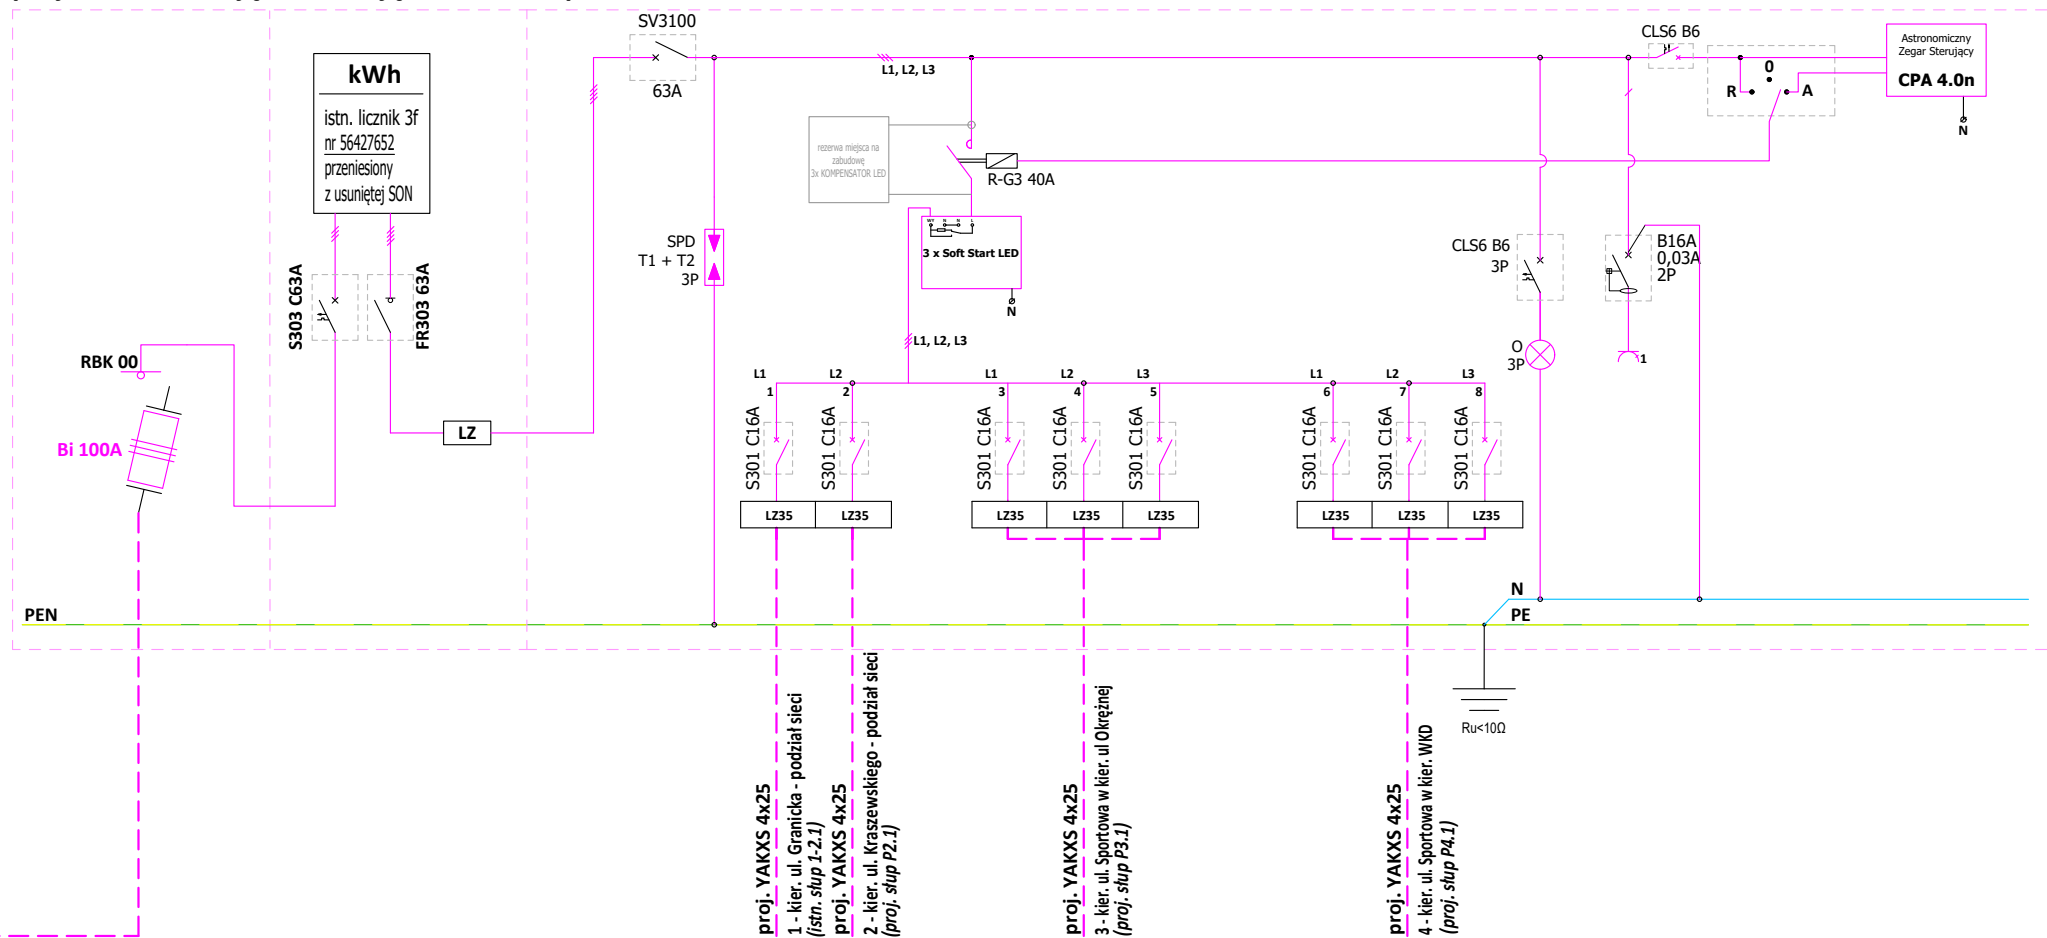 kWh
istn. licznik 3f
nr 56427652
przeniesiony
z usuniętej SON
S303 C63A
FR303 63A
RBK 00
Bi 100A
LZ
PEN
SV3100
63A
L1, L2, L3
SPD
T1 + T2
3P
rezerwa miejsca na
zabudowę
3x KOMPENSATOR LED
R-G3 40A
WY N N L
3 x Soft Start LED
N
L1, L2, L3
CLS6 B6
R
0
A
Astronomiczny
Zegar Sterujący
CPA 4.0n
N
CLS6 B6
3P
B16A
0,03A
2P
O
3P
1
L1
1
L2
2
L1
3
L2
4
L3
5
L1
6
L2
7
L3
8
S301 C16A
S301 C16A
S301 C16A
S301 C16A
S301 C16A
S301 C16A
S301 C16A
S301 C16A
LZ35
LZ35
LZ35
LZ35
LZ35
LZ35
LZ35
LZ35
N
PE
Ru<10Ω
proj. YAKXS 4x25
1 - kier. ul. Granicka - podział sieci
(istn. słup 1-2.1)
proj. YAKXS 4x25
2 - kier. ul. Kraszewskiego - podział sieci
(proj. słup P2.1)
proj. YAKXS 4x25
3 - kier. ul. Sportowa w kier. ul Okrężnej
(proj. słup P3.1)
proj. YAKXS 4x25
4 - kier. ul. Sportowa w kier. WKD
(proj. słup P4.1)